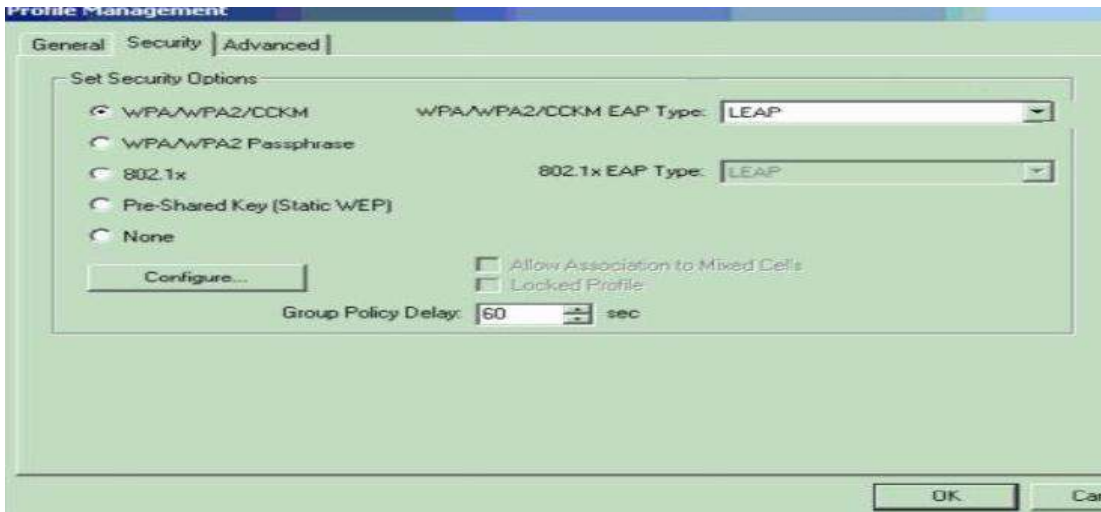 Profile Management
General Security Advanced
Set Security Options
WPA/WPA2/CCKM WPA/WPA2/CCKM EAP Type: LEAP
WPA/WPA2 Passphrase
802.1x 802.1x EAP Type: LEAP
Pre-Shared Key (Static WEP)
None
Configure... Allow Association to Mixed Cells
Locked Profile
Group Policy Delay: 60 sec
OK Can